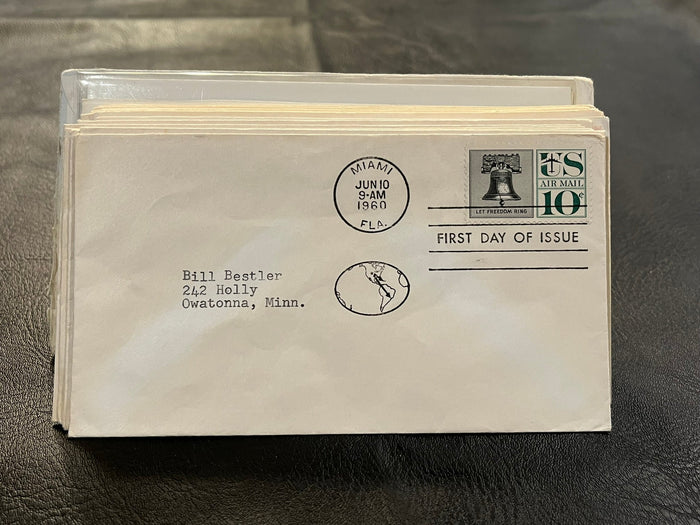 MIAMI
JUN 10
9-AM
1960
FLA.
LET FREEDOM RING
US
AIR MAIL
10¢
FIRST DAY OF ISSUE
Bill Bestler
242 Holly
Owatonna, Minn.